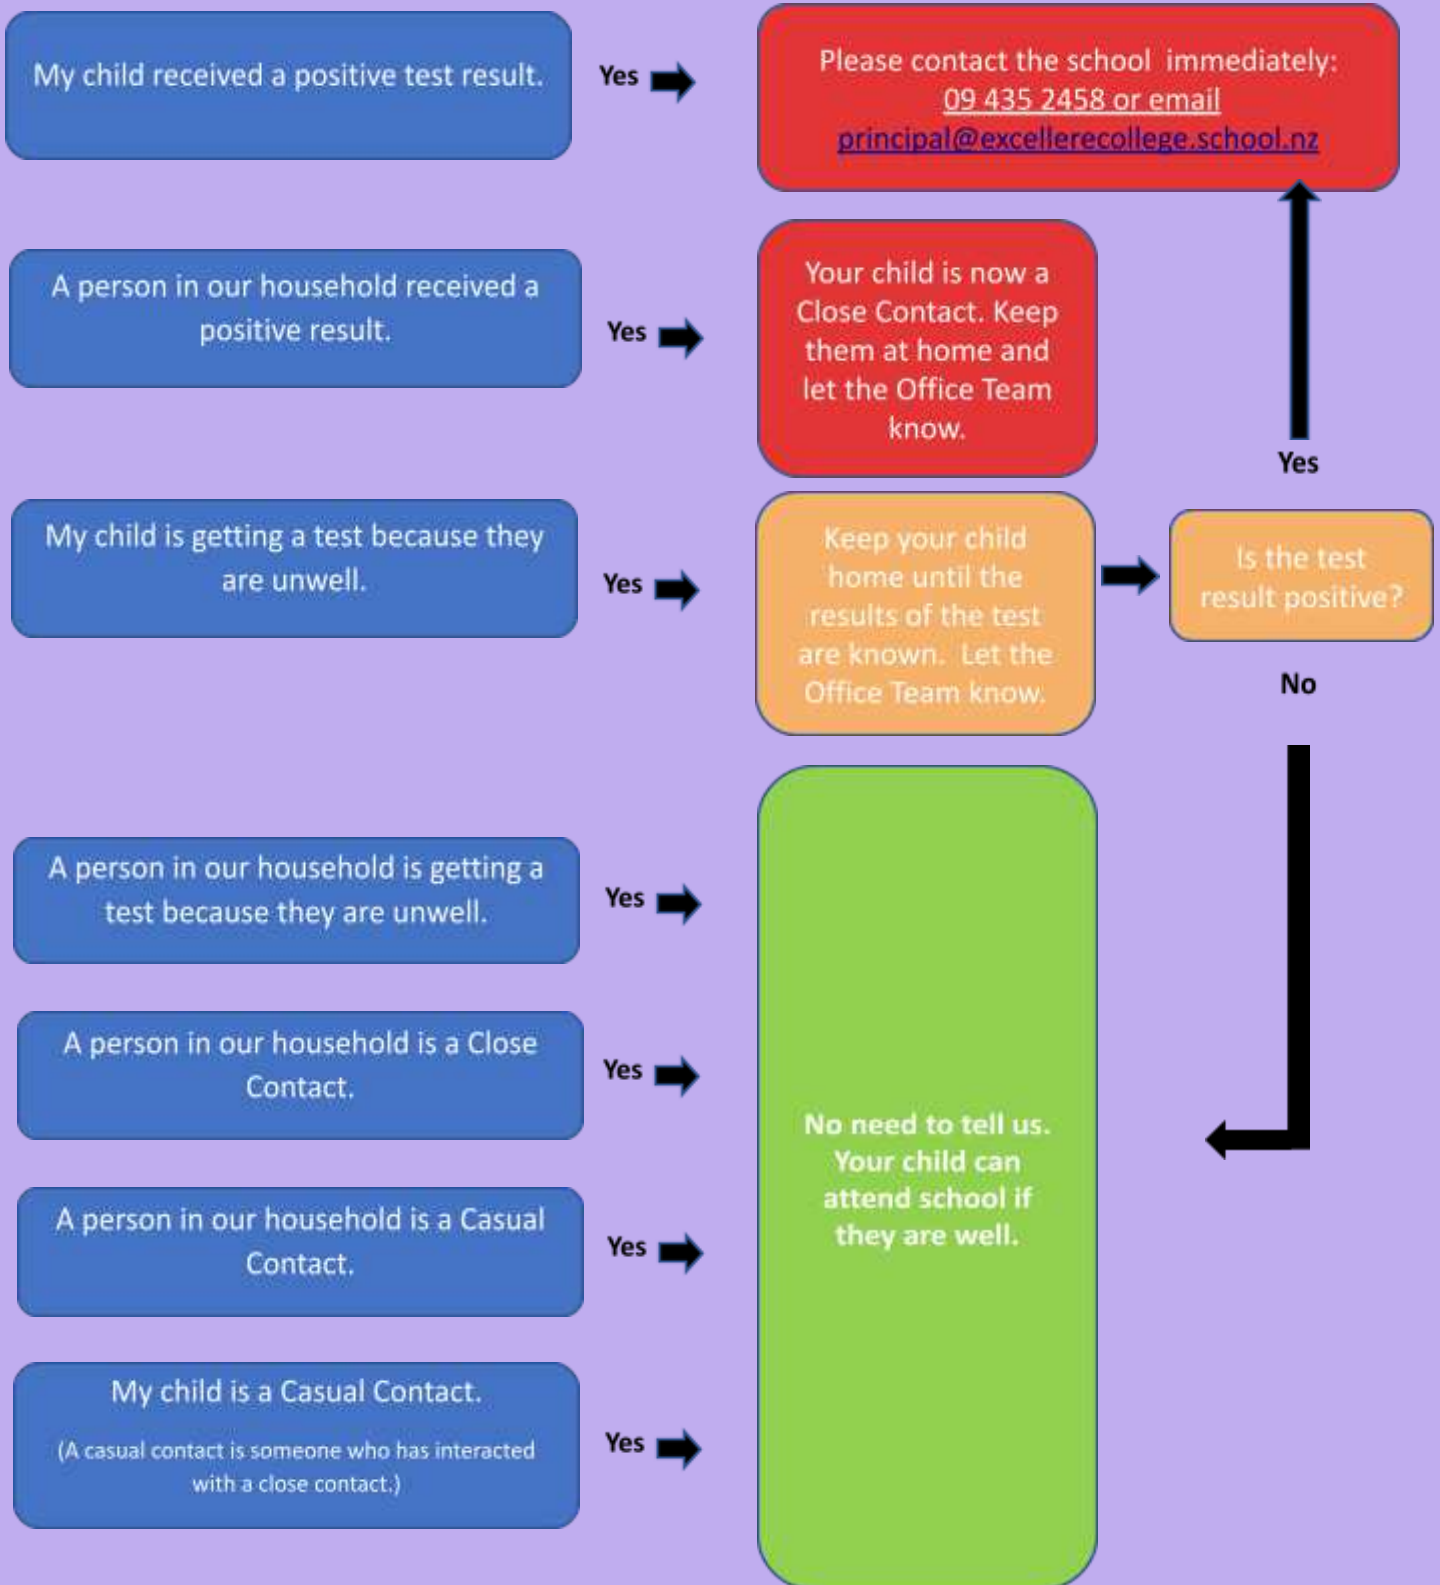 My child received a positive test result.
Yes
Please contact the school  immediately:
09 435 2458 or email
principal@excellerecollege.school.nz
A person in our household received a
positive result.
Yes
Your child is now a
Close Contact. Keep
them at home and
let the Office Team
know.
Yes
My child is getting a test because they
are unwell.
Yes
Keep your child
home until the
results of the test
are known.  Let the
Office Team know.
Is the test
result positive?
No
A person in our household is getting a
test because they are unwell.
Yes
A person in our household is a Close
Contact.
Yes
No need to tell us.
Your child can
attend school if
they are well.
A person in our household is a Casual
Contact.
Yes
My child is a Casual Contact.
(A casual contact is someone who has interacted
with a close contact.)
Yes